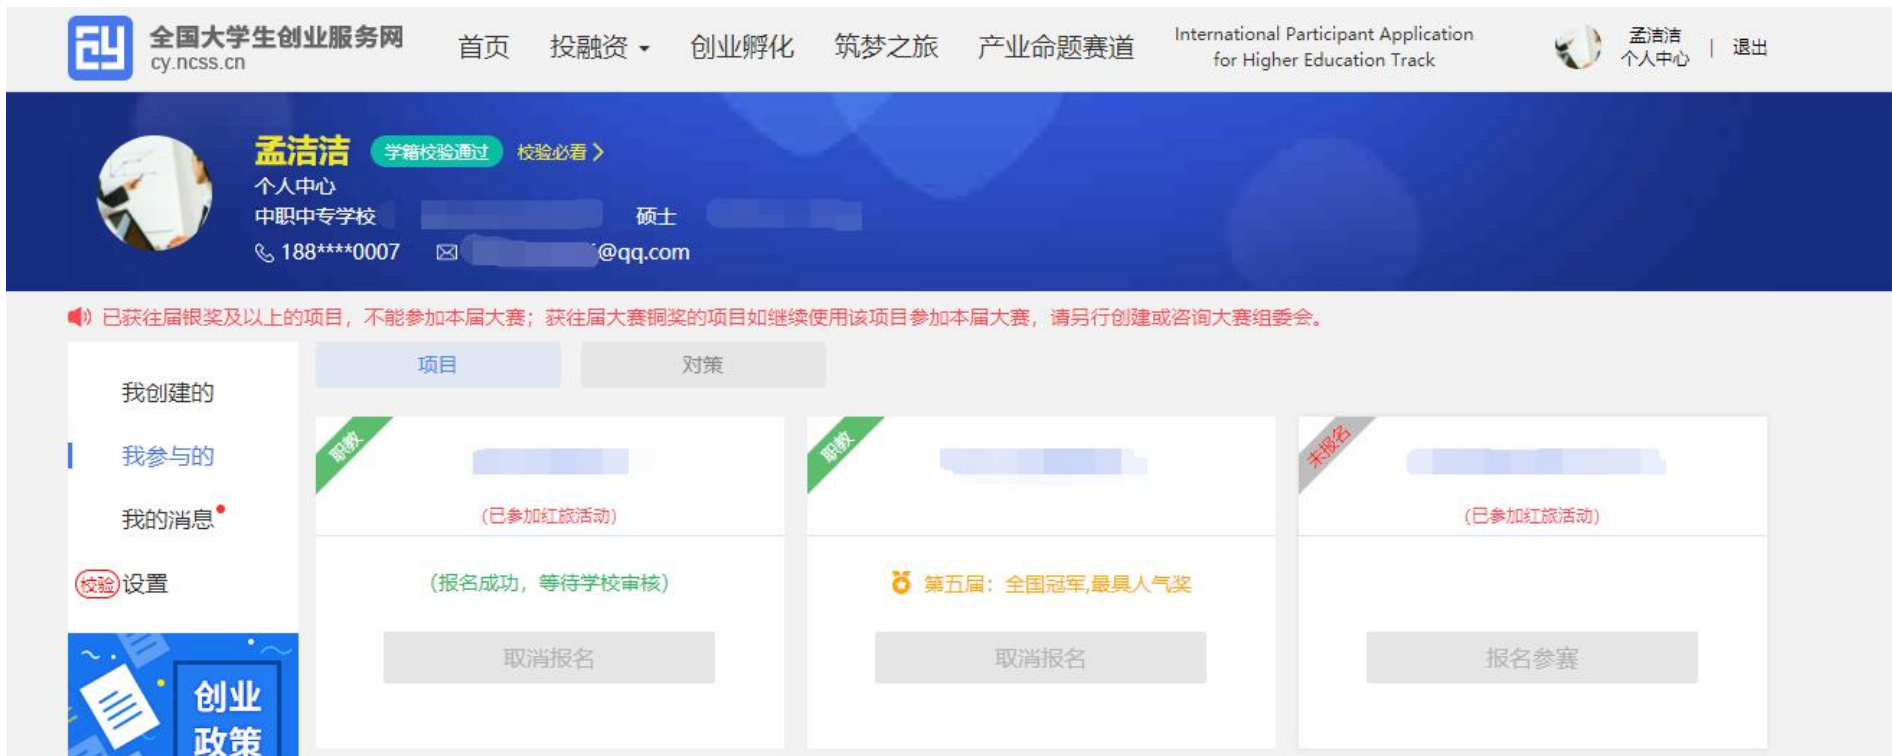 全国大学生创业服务网
cy.ncss.cn
首页
投融资
创业孵化
筑梦之旅
产业命题赛道
International Participant Application
for Higher Education Track
孟洁洁
个人中心
|
退出
孟洁洁
学籍校验通过
校验必看
个人中心
中职中专学校
硕士
188****0007
@qq.com
已获往届银奖及以上的项目，不能参加本届大赛；获往届大赛铜奖的项目如继续使用该项目参加本届大赛，请另行创建或咨询大赛组委会。
我创建的
我参与的
我的消息
校验 设置
项目
对策
职教
(已参加红旅活动)
(报名成功，等待学校审核)
取消报名
职教
第五届：全国冠军,最具人气奖
取消报名
未报名
(已参加红旅活动)
报名参赛
创业
政策